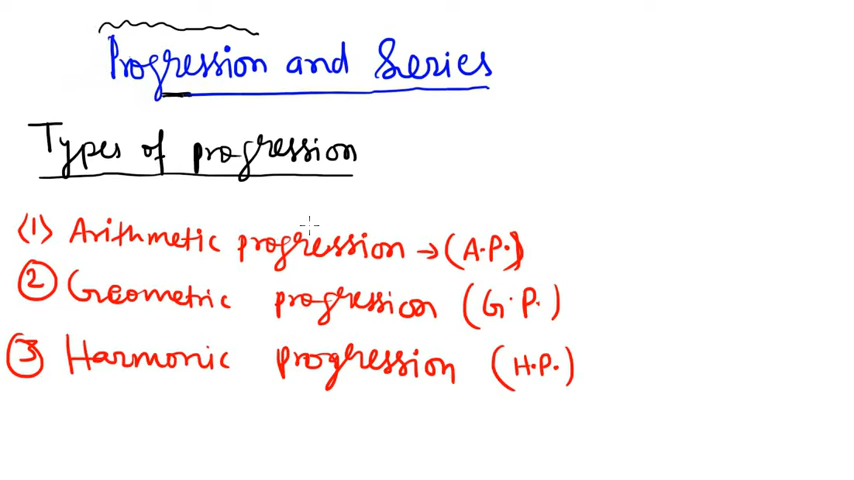 Progression and Series
Types of progression
(1) Arithmetic progression → (A.P.)
② Geometric progression (G.P.)
③ Harmonic progression (H.P.)